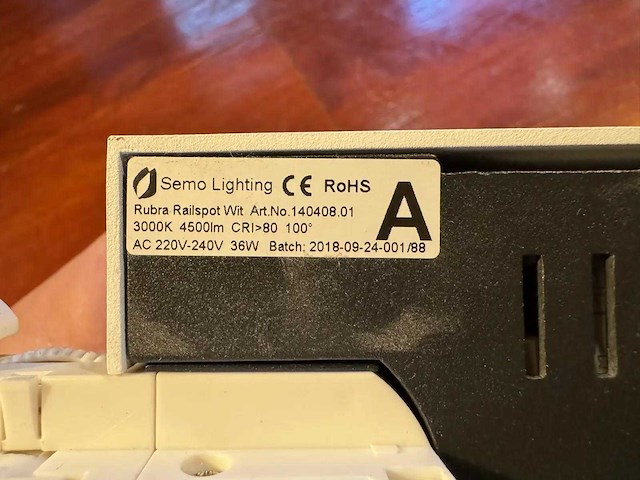 Semo Lighting CE RoHS
Rubra Railspot Wit Art.No.140408.01
3000K 4500lm CRI>80 100°
AC 220V-240V 36W Batch: 2018-09-24-001/88
A